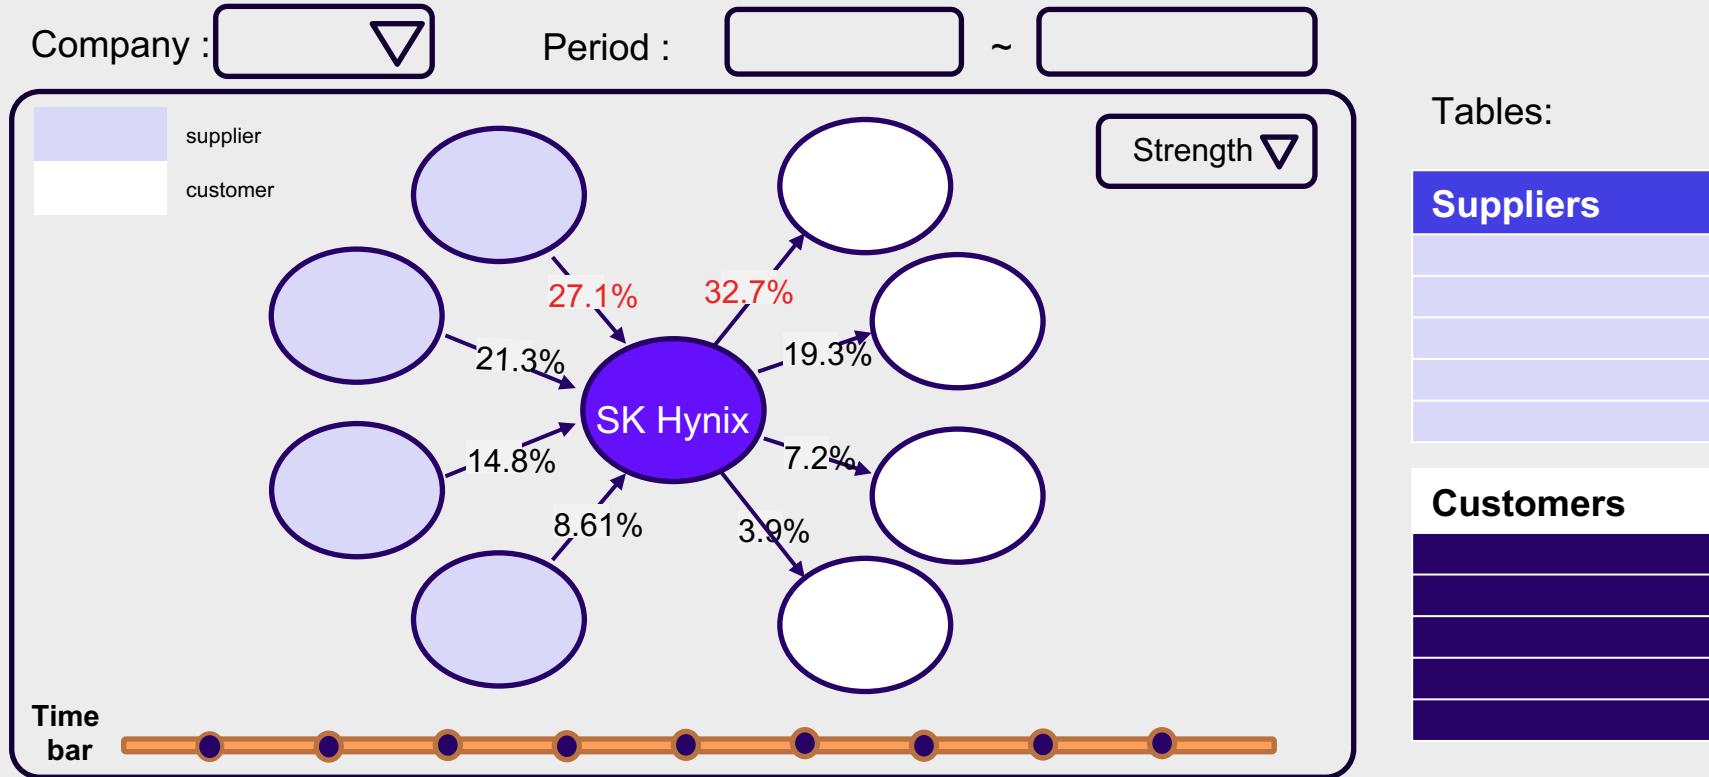 Company :
Period :
~
Tables:
supplier
customer
Strength
Suppliers
27.1%
32.7%
21.3%
19.3%
SK Hynix
14.8%
7.2%
8.61%
3.9%
Customers
Time
bar